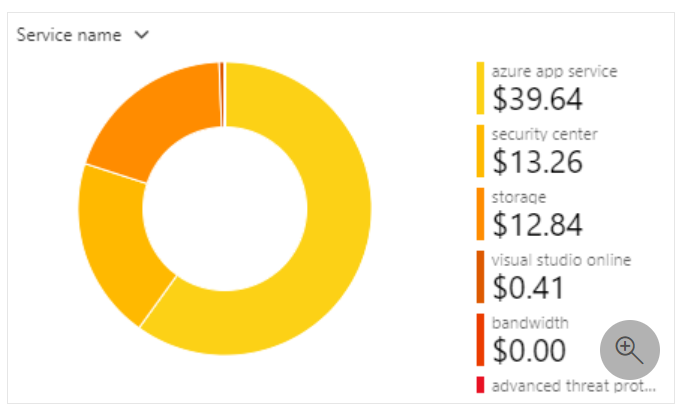 Service name
azure app service
$39.64
security center
$13.26
storage
$12.84
visual studio online
$0.41
bandwidth
$0.00
advanced threat prot...